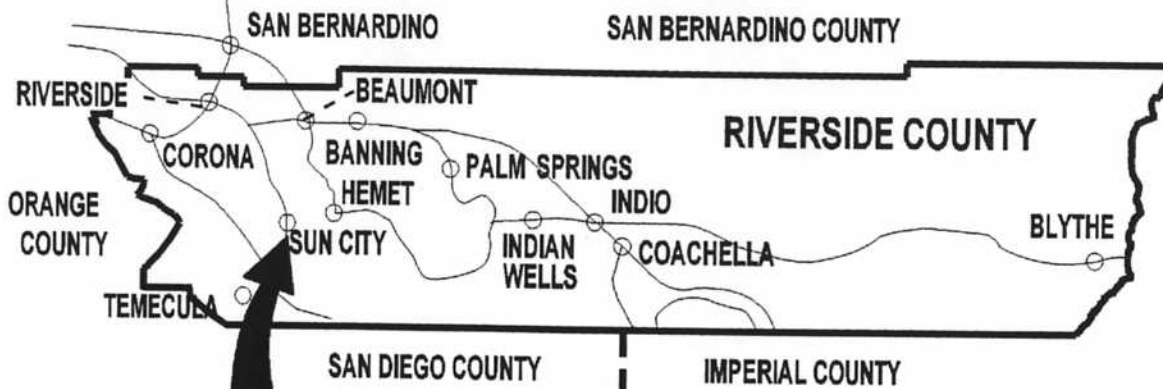 SAN BERNARDINO
SAN BERNARDINO COUNTY
RIVERSIDE
BEAUMONT
RIVERSIDE COUNTY
CORONA
BANNING
PALM SPRINGS
HEMET
ORANGE
COUNTY
INDIO
BLYTHE
SUN CITY
INDIAN
WELLS
COACHELLA
TEMECULA
SAN DIEGO COUNTY
IMPERIAL COUNTY